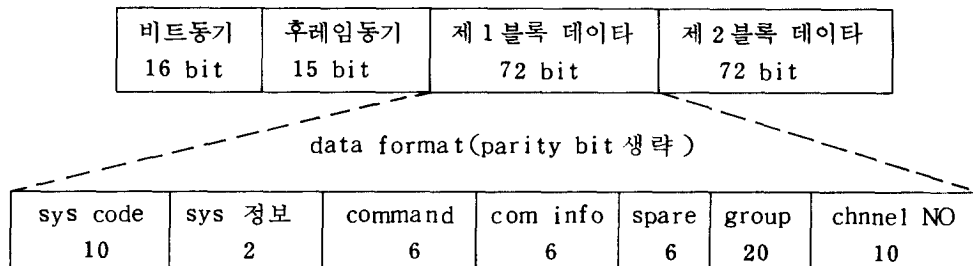 비트동기 후레임동기 제 1 블록 데이타 제 2 블록 데이타
16 bit 15 bit 72 bit 72 bit
data format(parity bit 생략)
sys code sys 정보 command com info spare group chnnel NO
10 2 6 6 6 20 10